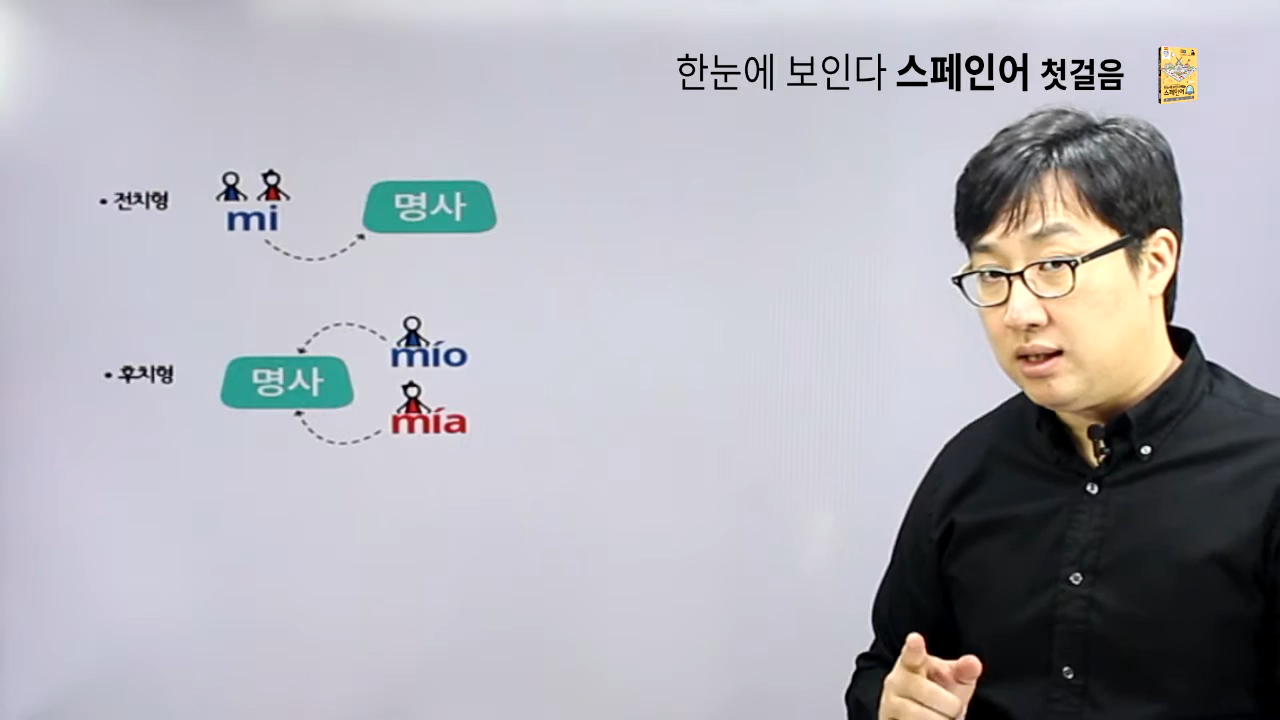 한눈에 보인다 스페인어 첫걸음
• 전치형
mi
명사
mío
• 후치형
명사
mía